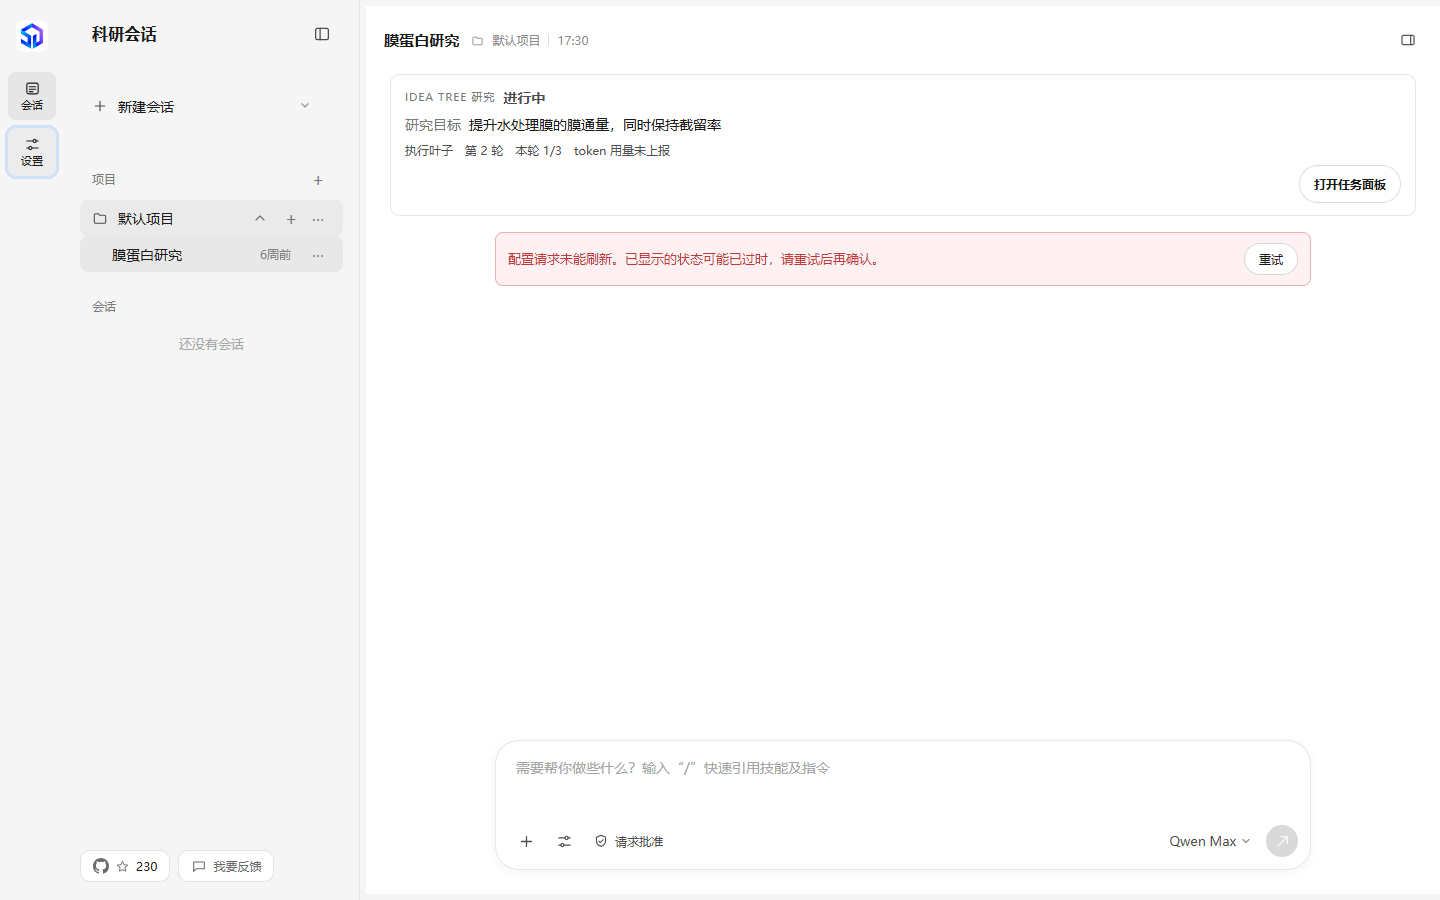 科研会话
会话
设置
新建会话
项目
默认项目
膜蛋白研究 6周前
会话
还没有会话
230 我要反馈
膜蛋白研究 默认项目 17:30
IDEA TREE 研究 进行中
研究目标 提升水处理膜的膜通量，同时保持截留率
执行叶子 第 2 轮 本轮 1/3 token 用量未上报
打开任务面板
配置请求未能刷新。已显示的状态可能已过时，请重试后再确认。 重试
需要帮你做些什么？输入“/”快速引用技能及指令
请求批准 Qwen Max